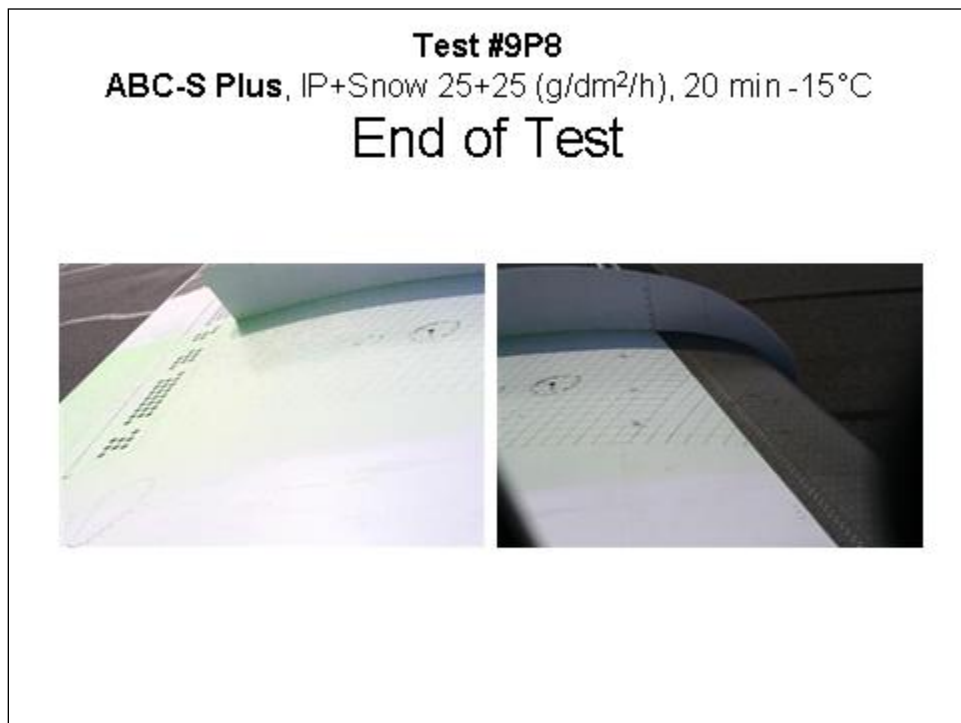 Test #9P8
ABC-S Plus, IP+Snow 25+25 (g/dm²/h), 20 min -15°C
End of Test